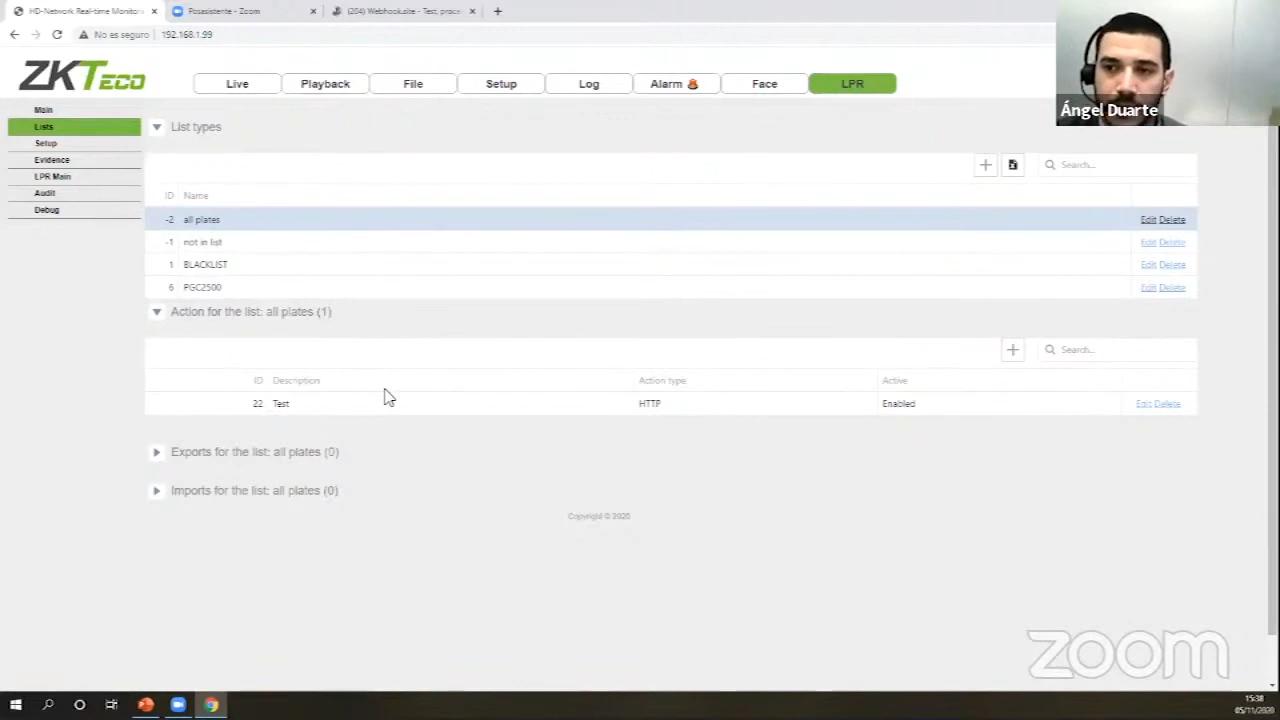 HD-Network Real-time Monitor
Posasistente - Zoom
(204) Webhook.site - Test, proce
No es seguro
192.168.1.99
ZKTeco
Live
Playback
File
Setup
Log
Alarm
Face
LPR
Ángel Duarte
Main
Lists
Setup
Evidence
LPR Main
Audit
Debug
List types
Search...
ID Name
-2 all plates Edit Delete
-1 not in list Edit Delete
1 BLACKLIST Edit Delete
6 PGC2500 Edit Delete
Action for the list: all plates (1)
Search...
ID Description Action type Active
22 Test HTTP Enabled Edit Delete
Exports for the list: all plates (0)
Imports for the list: all plates (0)
Copyright © 2020
zoom
15:38
05/11/2020